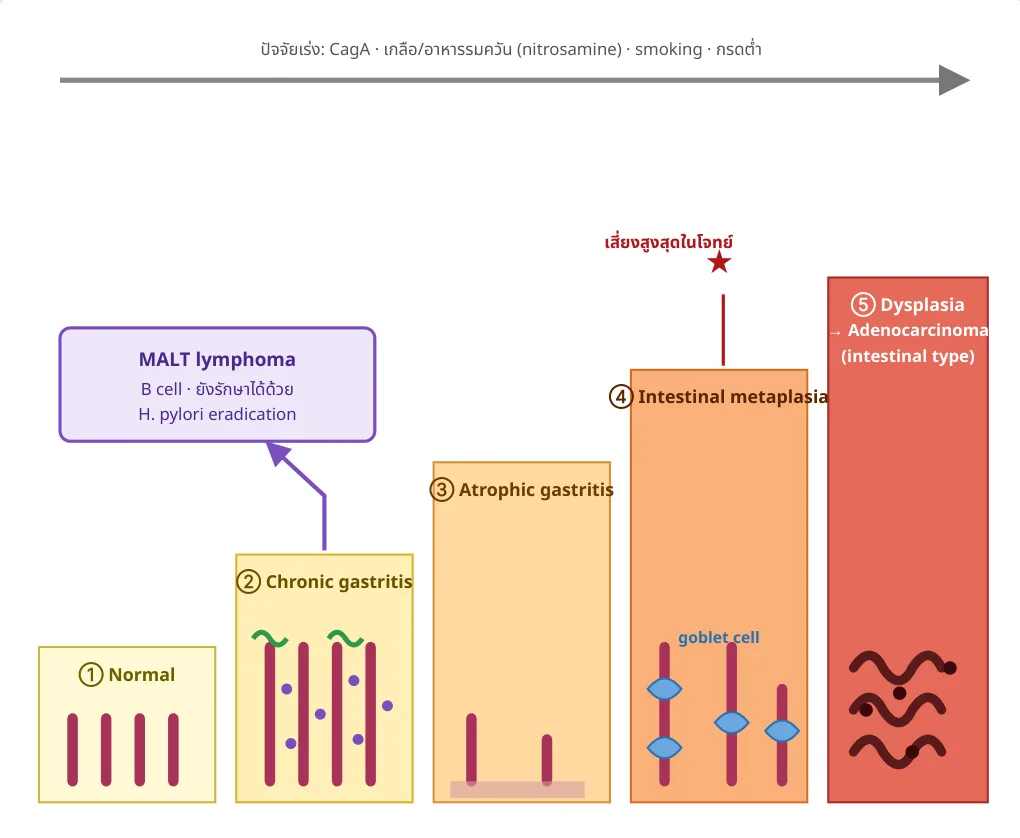 ปัจจัยเร่ง: CagA · เกลือ/อาหารรมควัน (nitrosamine) · smoking · กรดต่ำ
เสี่ยงสูงสุดในโจทย์
⑤ Dysplasia
→ Adenocarcinoma
(intestinal type)
MALT lymphoma
B cell · ยังรักษาได้ด้วย
H. pylori eradication
④ Intestinal metaplasia
③ Atrophic gastritis
② Chronic gastritis
goblet cell
① Normal